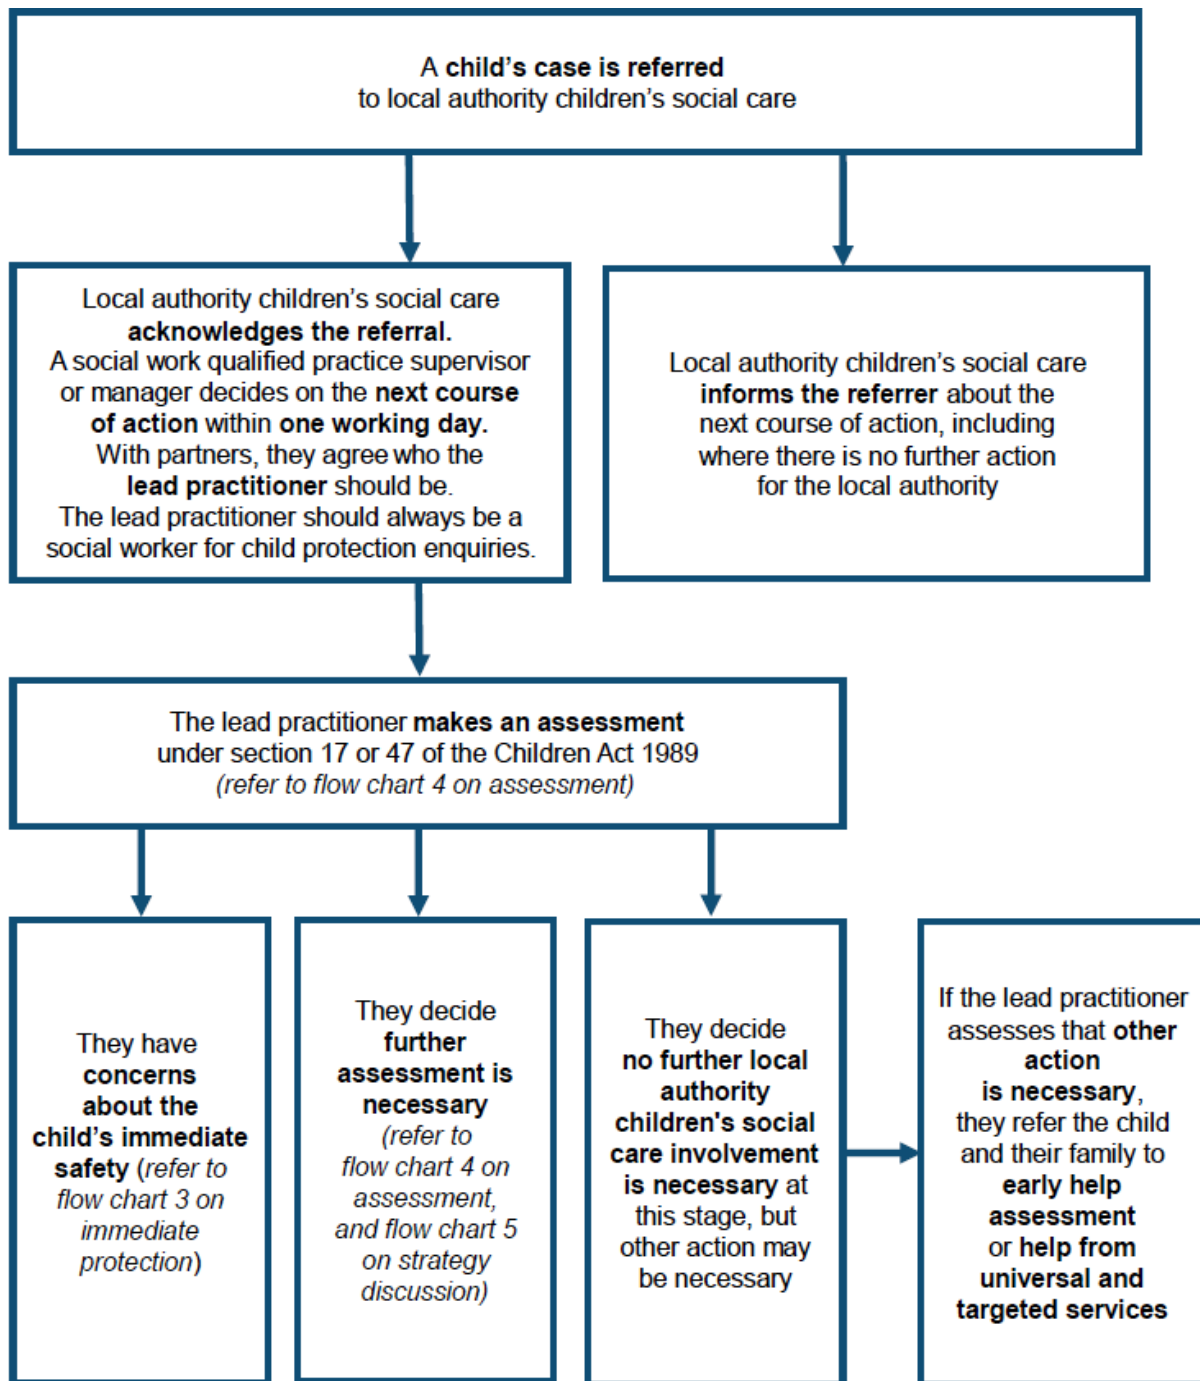 A child's case is referred
to local authority children's social care
Local authority children's social care
acknowledges the referral.
A social work qualified practice supervisor
or manager decides on the next course
of action within one working day.
With partners, they agree who the
lead practitioner should be.
The lead practitioner should always be a
social worker for child protection enquiries.
Local authority children's social care
informs the referrer about the
next course of action, including
where there is no further action
for the local authority
The lead practitioner makes an assessment
under section 17 or 47 of the Children Act 1989
(refer to flow chart 4 on assessment)
They have
concerns
about the
child's immediate
safety (refer to
flow chart 3 on
immediate
protection)
They decide
further
assessment is
necessary
(refer to
flow chart 4 on
assessment,
and flow chart 5
on strategy
discussion)
They decide
no further local
authority
children's social
care involvement
is necessary at
this stage, but
other action may
be necessary
If the lead practitioner
assesses that other
action
is necessary,
they refer the child
and their family to
early help
assessment
or help from
universal and
targeted services